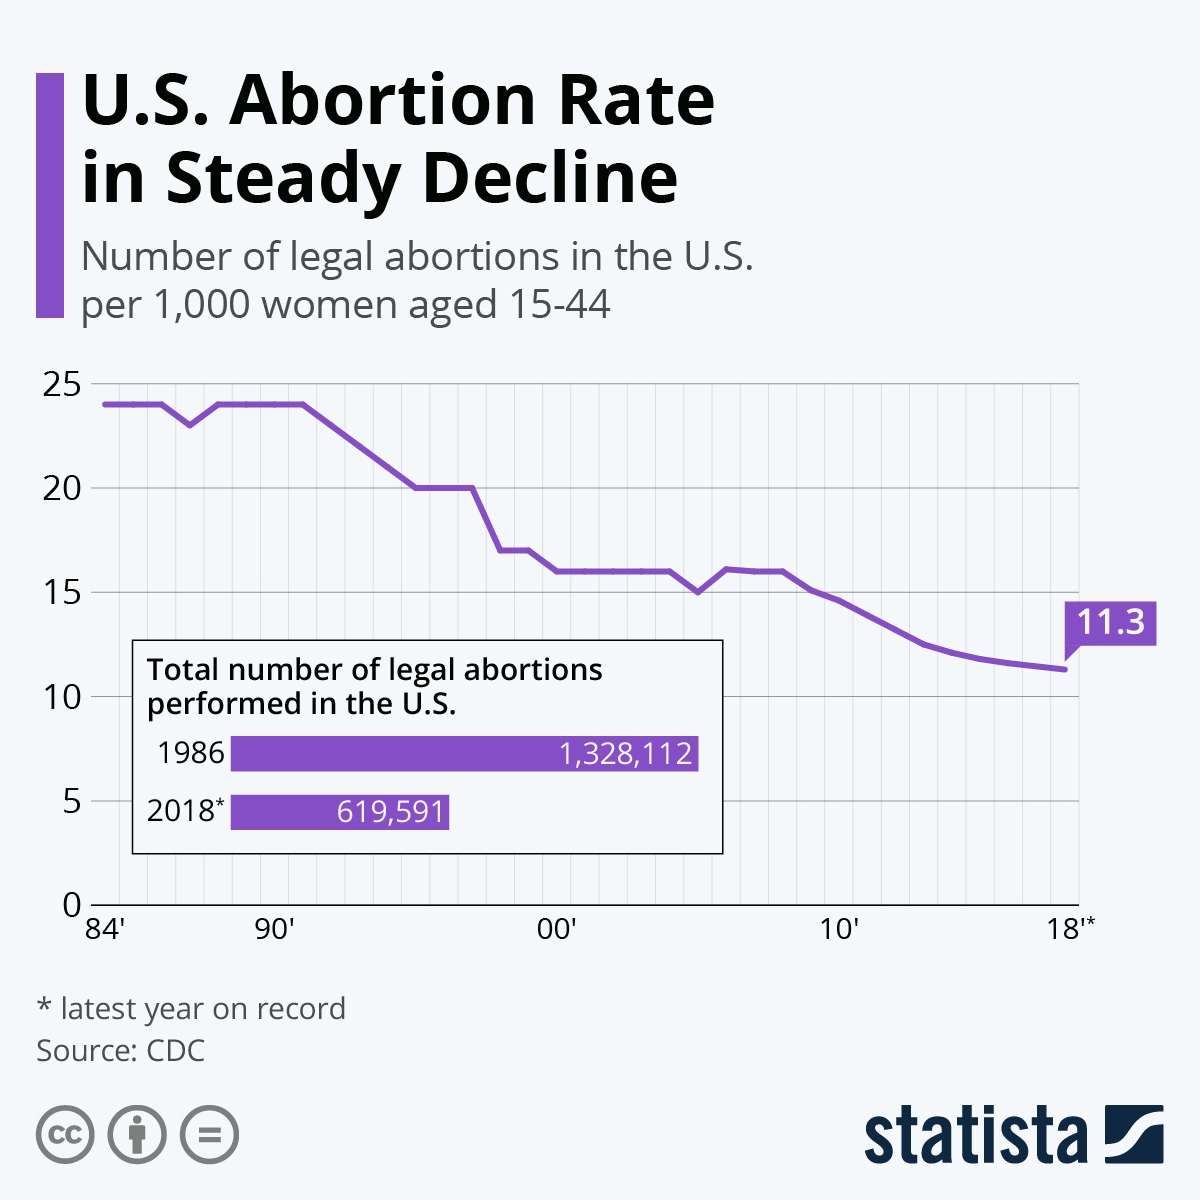 U.S. Abortion Rate
in Steady Decline
Number of legal abortions in the U.S.
per 1,000 women aged 15-44
25
20
15
10
5
0
11.3
Total number of legal abortions
performed in the U.S.
1986 1,328,112
2018* 619,591
84' 90' 00' 10' 18'*
* latest year on record
Source: CDC
cc
statista